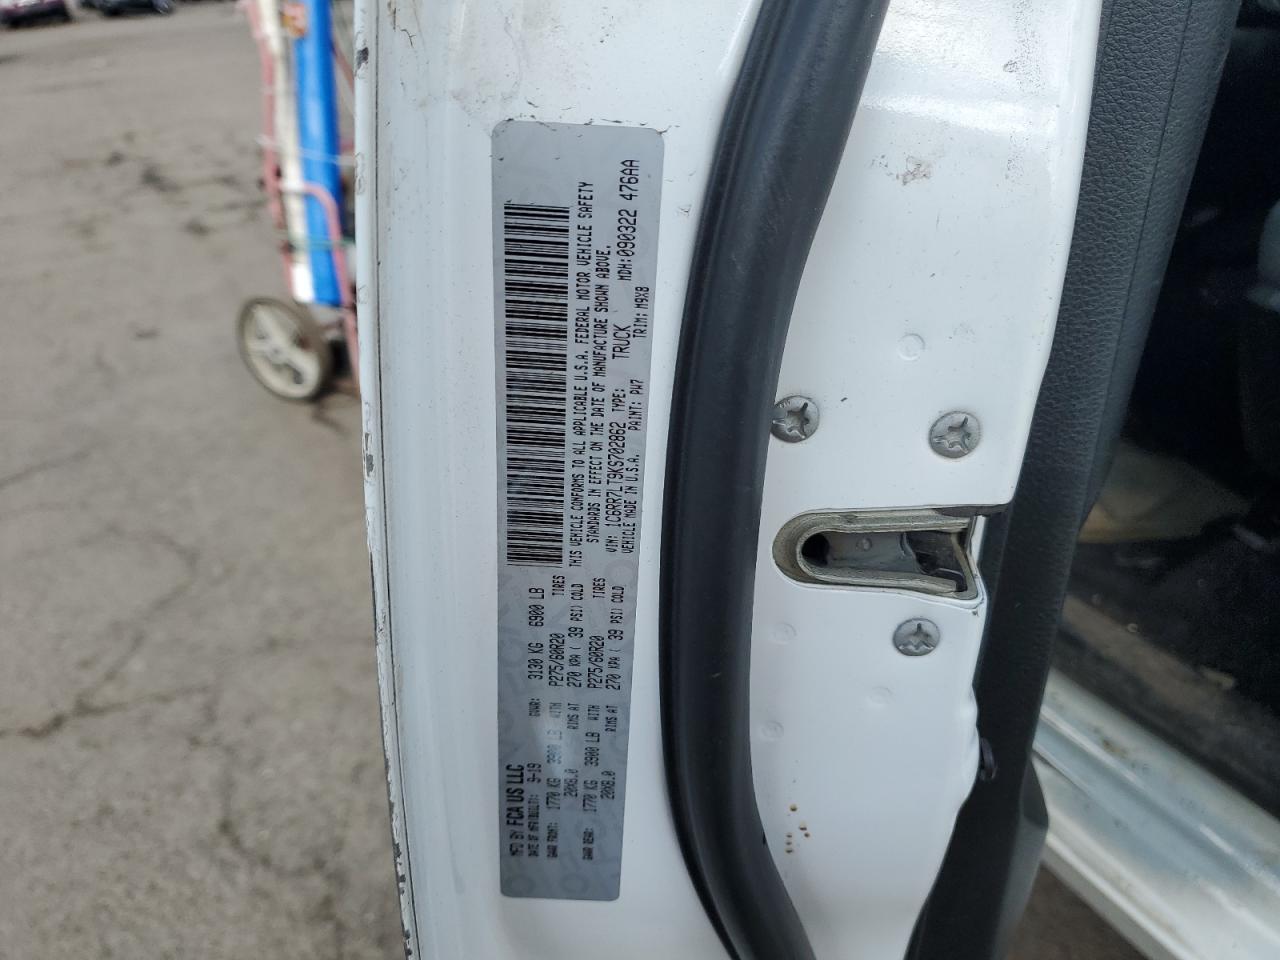 MFD BY FCA US LLC
DATE OF MFR 9-19 GVWR: 3130 KG 6900 LB
GAWR FRONT: 1770 KG 3900 LB WITH P275/60R20 TIRES
20X8.0 RIMS AT 270 KPA ( 39 PSI) COLD
GAWR REAR: 1770 KG 3900 LB WITH P275/60R20 TIRES
20X8.0 RIMS AT 270 KPA ( 39 PSI) COLD
THIS VEHICLE CONFORMS TO ALL APPLICABLE U.S.A. FEDERAL MOTOR VEHICLE SAFETY
STANDARDS IN EFFECT ON THE DATE OF MANUFACTURE SHOWN ABOVE.
VIN: 1C6RR7LT9KS702862 TYPE: TRUCK MDH:090322 476AA
VEHICLE MADE IN U.S.A. PAINT: PW7 TRIM: M9X8